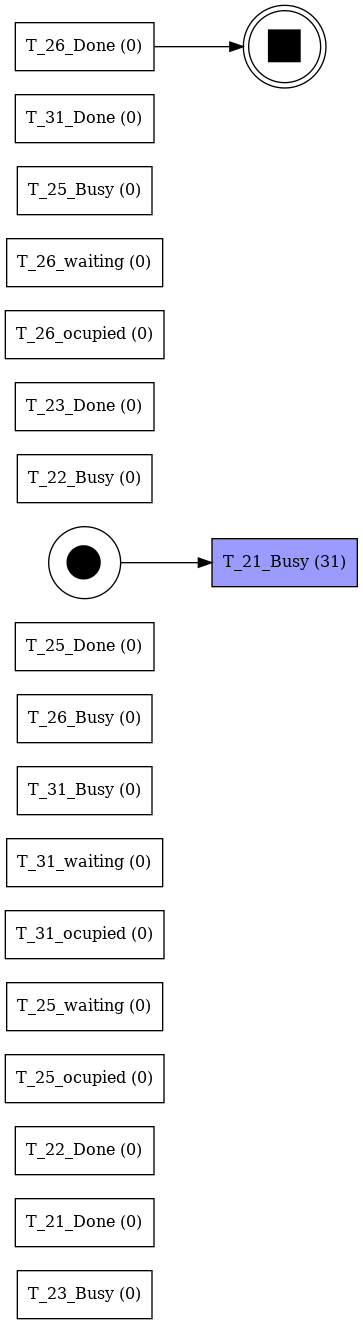 T_26_Done (0)
T_31_Done (0)
T_25_Busy (0)
T_26_waiting (0)
T_26_ocupied (0)
T_23_Done (0)
T_22_Busy (0)
T_21_Busy (31)
T_25_Done (0)
T_26_Busy (0)
T_31_Busy (0)
T_31_waiting (0)
T_31_ocupied (0)
T_25_waiting (0)
T_25_ocupied (0)
T_22_Done (0)
T_21_Done (0)
T_23_Busy (0)